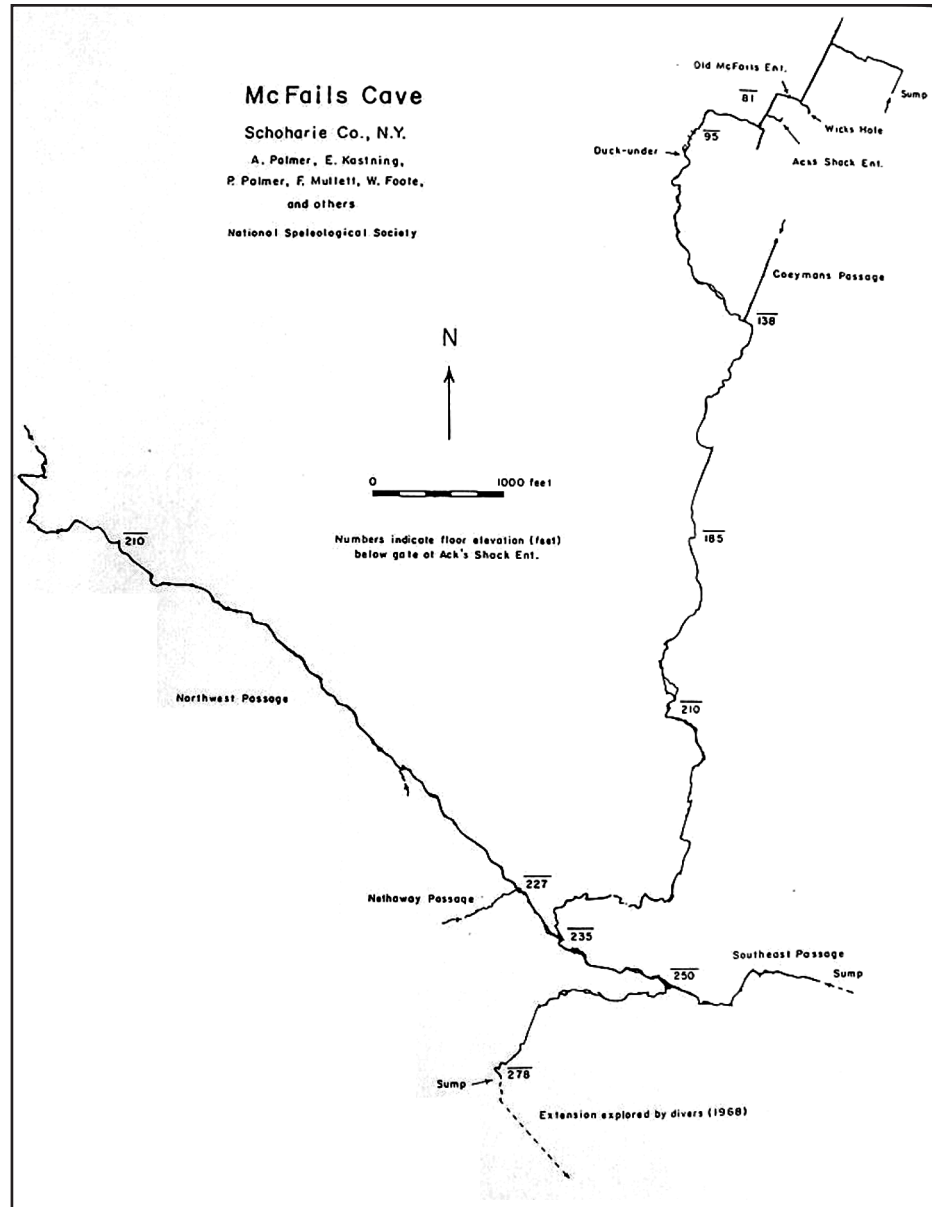 McFails Cave
Schoharie Co., N.Y.
A. Palmer, E. Kastning,
P. Palmer, F. Mullett, W. Foote,
and others
National Speleological Society
Old McFails Ent.
81
Sump
Wicks Hole
95
Duck-under
Acks Shack Ent.
Coeymans Passage
138
N
0 1000 feet
Numbers indicate floor elevation (feet)
below gate at Ack's Shack Ent.
210
185
Northwest Passage
210
227
Nethaway Passage
235
Southeast Passage
250
Sump
278
Sump
Extension explored by divers (1968)